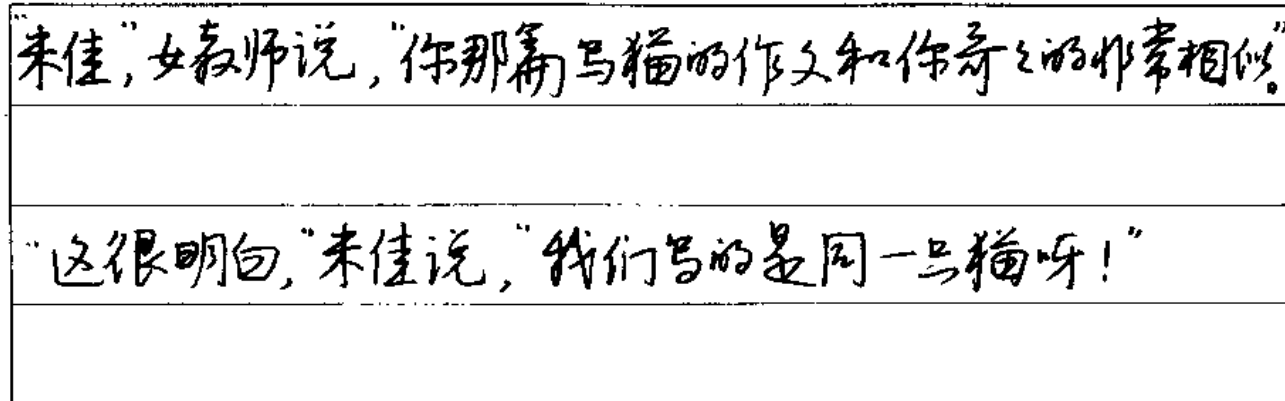 "朱佳,"女教师说,"你那篇写猫的作文和你哥之的非常相似。"
"这很明白,"朱佳说,"我们写的是同一只猫呀!"